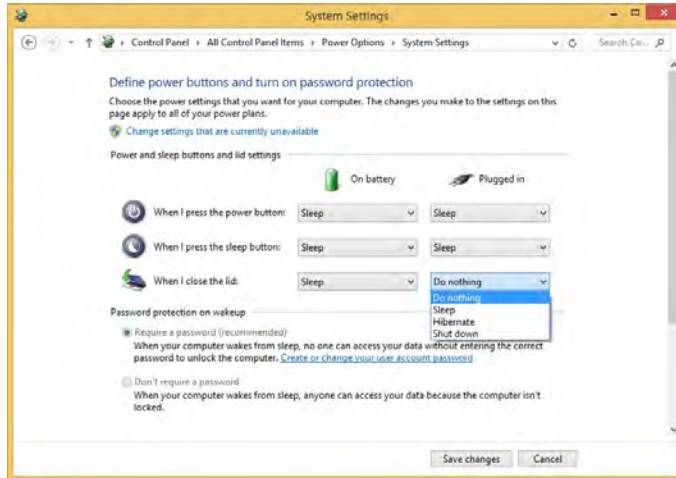 System Settings
Control Panel › All Control Panel Items › Power Options › System Settings
Define power buttons and turn on password protection
Choose the power settings that you want for your computer. The changes you make to the settings on this
page apply to all of your power plans.
Change settings that are currently unavailable
Power and sleep buttons and lid settings
On battery Plugged in
When I press the power button: Sleep Sleep
When I press the sleep button: Sleep Sleep
When I close the lid: Sleep Do nothing
Do nothing
Sleep
Hibernate
Shut down
Password protection on wakeup
Require a password (recommended)
When your computer wakes from sleep, no one can access your data without entering the correct
password to unlock the computer. Create or change your user account password
Don't require a password
When your computer wakes from sleep, anyone can access your data because the computer isn't
locked.
Save changes Cancel